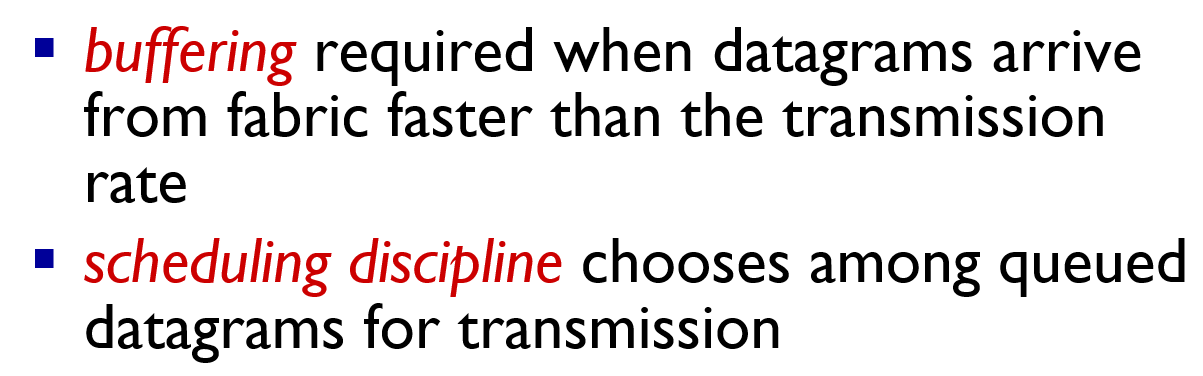 ▪ buffering required when datagrams arrive
from fabric faster than the transmission
rate
▪ scheduling discipline chooses among queued
datagrams for transmission